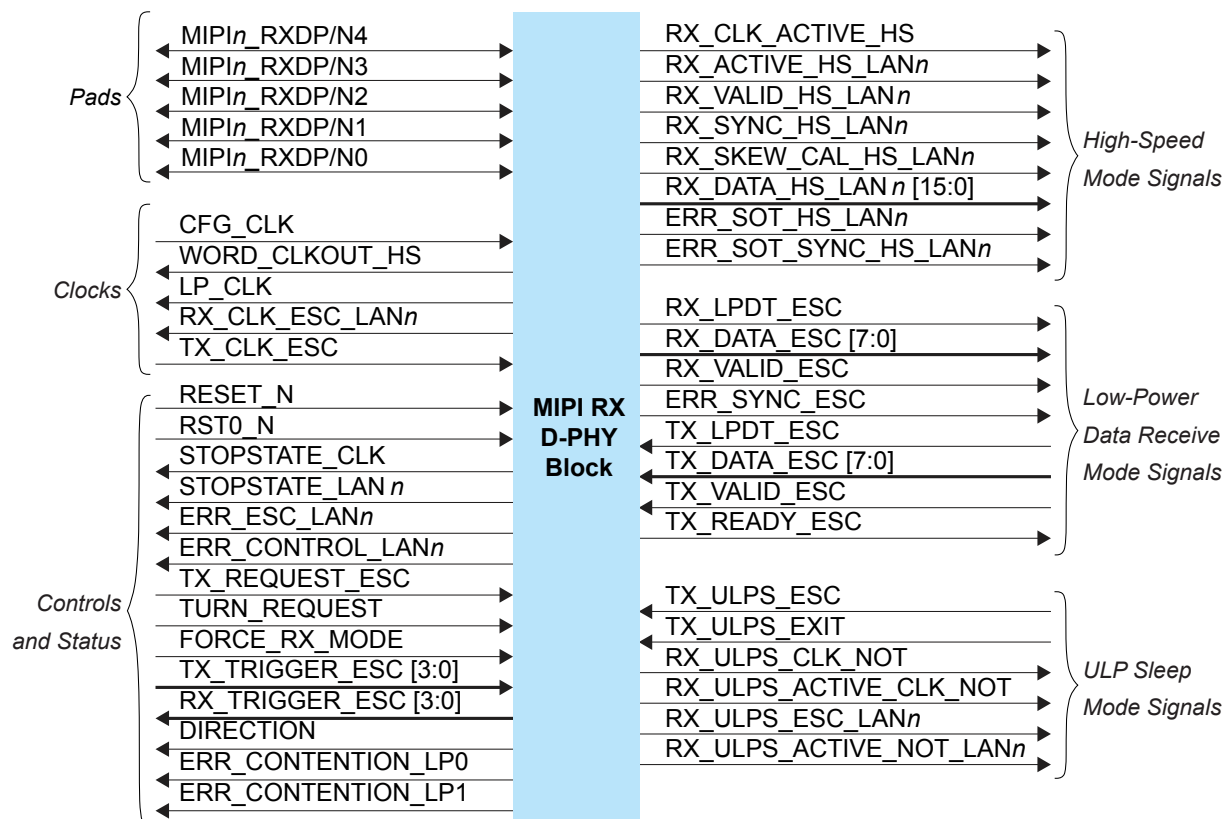 MIPIn_RXDP/N4
MIPIn_RXDP/N3
MIPIn_RXDP/N2
MIPIn_RXDP/N1
MIPIn_RXDP/N0
Pads
CFG_CLK
WORD_CLKOUT_HS
LP_CLK
RX_CLK_ESC_LANn
TX_CLK_ESC
Clocks
RESET_N
RST0_N
STOPSTATE_CLK
STOPSTATE_LAN n
ERR_ESC_LANn
ERR_CONTROL_LANn
TX_REQUEST_ESC
TURN_REQUEST
FORCE_RX_MODE
TX_TRIGGER_ESC [3:0]
RX_TRIGGER_ESC [3:0]
DIRECTION
ERR_CONTENTION_LP0
ERR_CONTENTION_LP1
Controls
and Status
MIPI RX
D-PHY
Block
RX_CLK_ACTIVE_HS
RX_ACTIVE_HS_LANn
RX_VALID_HS_LANn
RX_SYNC_HS_LANn
RX_SKEW_CAL_HS_LANn
RX_DATA_HS_LAN n [15:0]
ERR_SOT_HS_LANn
ERR_SOT_SYNC_HS_LANn
High-Speed
Mode Signals
RX_LPDT_ESC
RX_DATA_ESC [7:0]
RX_VALID_ESC
ERR_SYNC_ESC
TX_LPDT_ESC
TX_DATA_ESC [7:0]
TX_VALID_ESC
TX_READY_ESC
Low-Power
Data Receive
Mode Signals
TX_ULPS_ESC
TX_ULPS_EXIT
RX_ULPS_CLK_NOT
RX_ULPS_ACTIVE_CLK_NOT
RX_ULPS_ESC_LANn
RX_ULPS_ACTIVE_NOT_LANn
ULP Sleep
Mode Signals